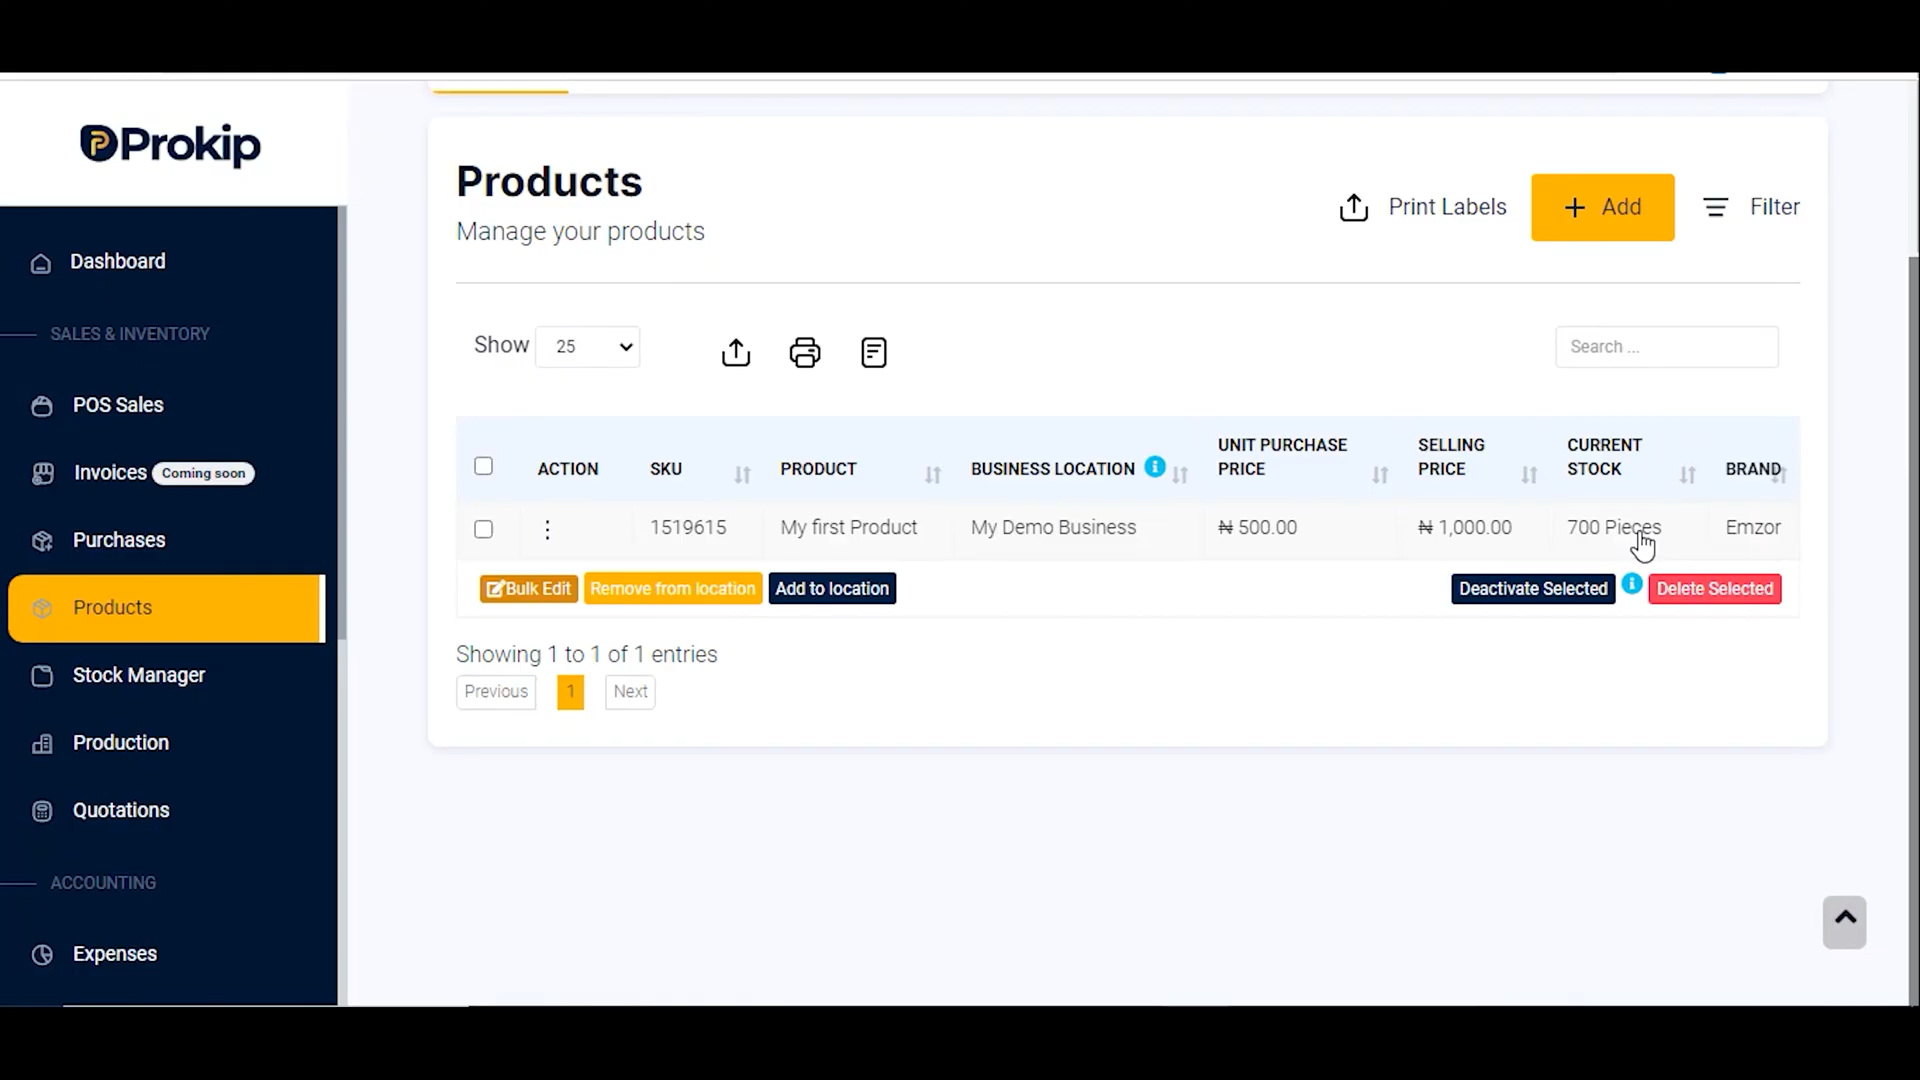 Prokip
Dashboard
SALES & INVENTORY
POS Sales
Invoices Coming soon
Purchases
Products
Stock Manager
Production
Quotations
ACCOUNTING
Expenses
Products
Manage your products
Print Labels
+ Add
Filter
Show 25
Search ...
ACTION SKU PRODUCT BUSINESS LOCATION UNIT PURCHASE PRICE SELLING PRICE CURRENT STOCK BRAND
1519615 My first Product My Demo Business ₦ 500.00 ₦ 1,000.00 700 Pieces Emzor
Bulk Edit Remove from location Add to location Deactivate Selected Delete Selected
Showing 1 to 1 of 1 entries
Previous 1 Next